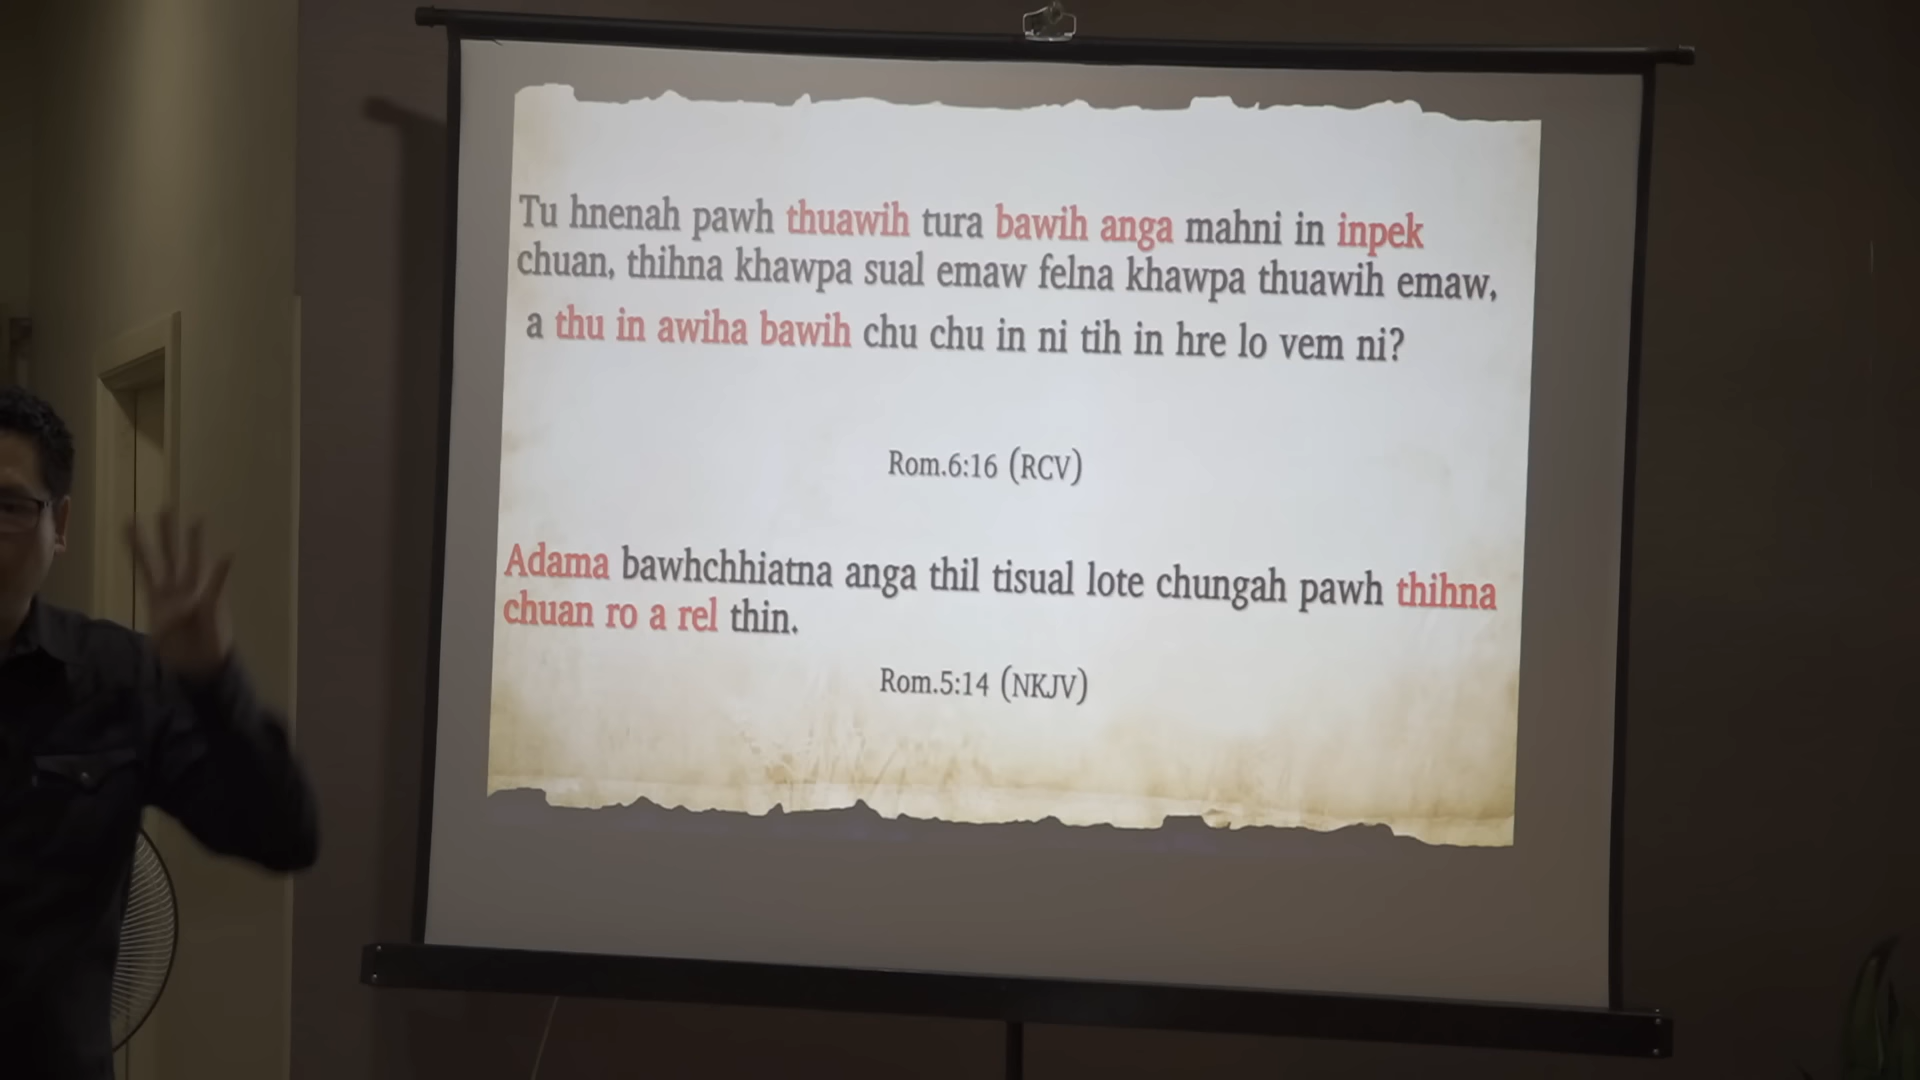 Tu hnenah pawh thuawih tura bawih anga mahni in inpek
chuan, thihna khawpa sual emaw felna khawpa thuawih emaw,
a thu in awiha bawih chu chu in ni tih in hre lo vem ni?
Rom.6:16 (RCV)
Adama bawhchhiatna anga thil tisual lote chungah pawh thihna
chuan ro a rel thin.
Rom.5:14 (NKJV)